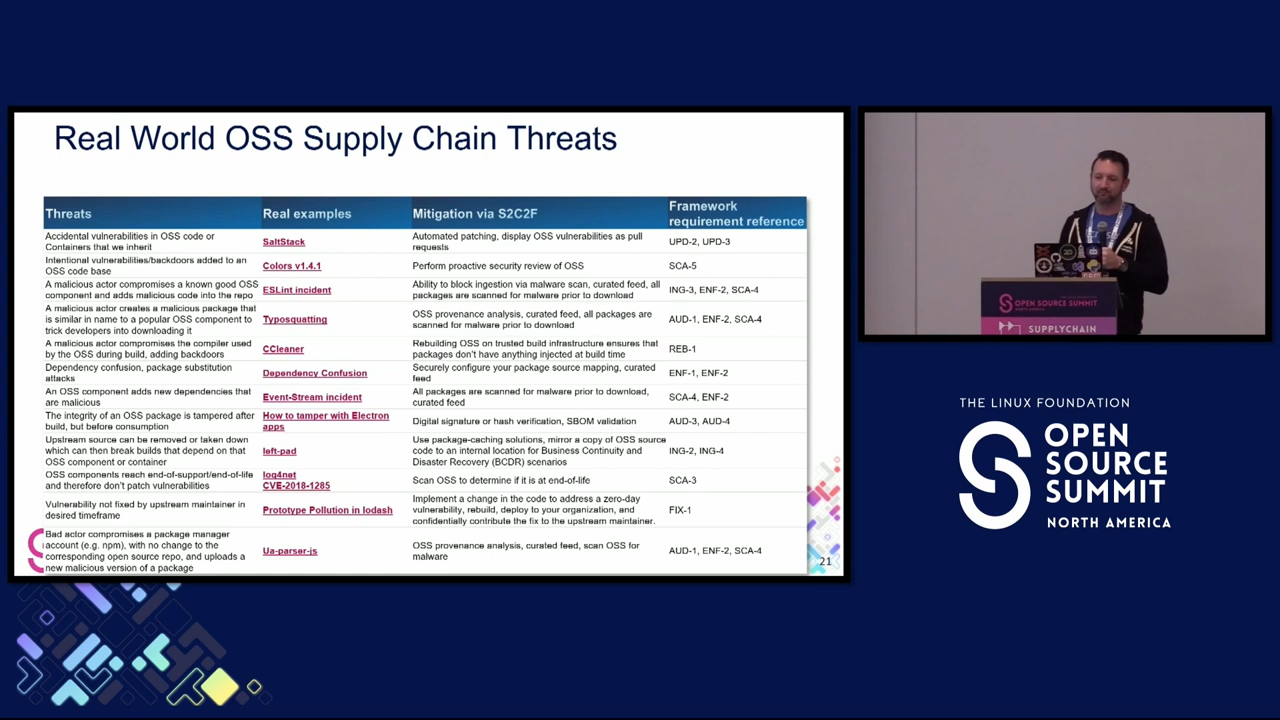 Real World OSS Supply Chain Threats
Threats
Real examples
Mitigation via S2C2F
Framework
requirement reference
Accidental vulnerabilities in OSS code or
Containers that we inherit
SaltStack
Automated patching, display OSS vulnerabilities as pull
requests
UPD-2, UPD-3
Intentional vulnerabilities/backdoors added to an
OSS code base
Colors v1.4.1
Perform proactive security review of OSS
SCA-5
A malicious actor compromises a known good OSS
component and adds malicious code into the repo
ESLint incident
Ability to block ingestion via malware scan, curated feed, all
packages are scanned for malware prior to download
ING-3, ENF-2, SCA-4
A malicious actor creates a malicious package that
is similar in name to a popular OSS component to
trick developers into downloading it
Typosquatting
OSS provenance analysis, curated feed, all packages are
scanned for malware prior to download
AUD-1, ENF-2, SCA-4
A malicious actor compromises the compiler used
by the OSS during build, adding backdoors
CCleaner
Rebuilding OSS on trusted build infrastructure ensures that
packages don't have anything injected at build time
REB-1
Dependency confusion, package substitution
attacks
Dependency Confusion
Securely configure your package source mapping, curated
feed
ENF-1, ENF-2
An OSS component adds new dependencies that
are malicious
Event-Stream incident
All packages are scanned for malware prior to download,
curated feed
SCA-4, ENF-2
The integrity of an OSS package is tampered after
build, but before consumption
How to tamper with Electron
apps
Digital signature or hash verification, SBOM validation
AUD-3, AUD-4
Upstream source can be removed or taken down
which can then break builds that depend on that
OSS component or container
left-pad
Use package-caching solutions, mirror a copy of OSS source
code to an internal location for Business Continuity and
Disaster Recovery (BCDR) scenarios
ING-2, ING-4
OSS components reach end-of-support/end-of-life
and therefore don't patch vulnerabilities
log4net
CVE-2018-1285
Scan OSS to determine if it is at end-of-life
SCA-3
Vulnerability not fixed by upstream maintainer in
desired timeframe
Prototype Pollution in lodash
Implement a change in the code to address a zero-day
vulnerability, rebuild, deploy to your organization, and
confidentially contribute the fix to the upstream maintainer.
FIX-1
Bad actor compromises a package manager
account (e.g. npm), with no change to the
corresponding open source repo, and uploads a
new malicious version of a package
Ua-parser-js
OSS provenance analysis, curated feed, scan OSS for
malware
AUD-1, ENF-2, SCA-4
21
OPEN SOURCE SUMMIT
NORTH AMERICA
SUPPLYCHAIN
THE LINUX FOUNDATION
OPEN
SOURCE
SUMMIT
NORTH AMERICA